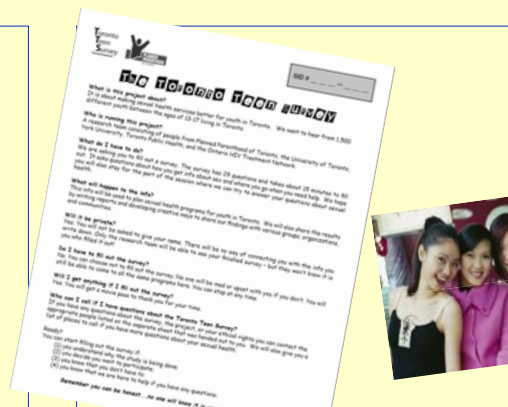 Toronto
Teen
Survey
SID # _ _ _ - _ _ _
The Toronto Teen Survey
What is this project about?
It is about making sexual health services better for youth in Toronto. We want to hear from 1,500
different youth between the ages of 13-17 living in Toronto.
Who is running this project?
A research team consisting of people from Planned Parenthood of Toronto, the University of Toronto,
York University, Toronto Public Health, and the Ontario HIV Treatment Network.
What do I have to do?
We are asking you to fill out a survey. The survey has 29 questions and takes about 15 minutes to fill
out. It asks questions about how you get info about sex and where you go when you need help. We hope
you will also stay for the part of the session where we can try to answer your questions about sexual
health.
What will happen to the info?
This info will be used to plan sexual health programs for youth in Toronto. We will also share the results
by writing reports and developing creative ways to share our findings with various groups, organizations,
and communities
Will it be private?
Yes. You will not be asked to give your name. There will be no way of connecting you with the info you
write down. Only the research team will be able to see your finished survey – but they won't know it is
you who filled it out!
Do I have to fill out the survey?
No. You can choose not to fill out the survey. No one will be mad or upset with you if you don't. You will
still be able to come to all the same programs here. You can stop at any time.
Will I get anything if I fill out the survey?
Yes. You will get a movie pass to thank you for your time.
Who can I call if I have questions about the Toronto Teen Survey?
If you have any questions about the survey, the project, or your ethical rights you can contact the
appropriate people listed on the separate sheet that was handed out to you. We will also give you a
list of places to call if you have more questions about your sexual health.
Ready?
You can start filling out the survey if:
(1) you understand why the study is being done;
(2) you decide you want to participate;
(3) you know that you don't have to;
(4) you know that we are here to help if you have any questions;
Remember you can be honest...no one will know it is